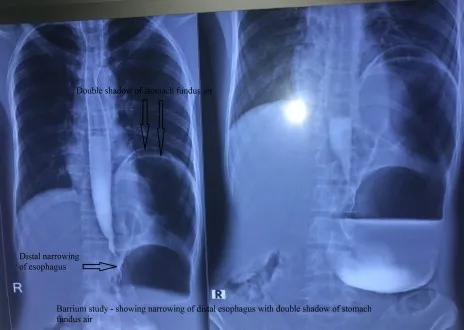 Double shadow of stomach fundus air
Distal narrowing
of esophagus
R
R
Barrium study - showing narrowing of distal esophagus with double shadow of stomach
fundus air